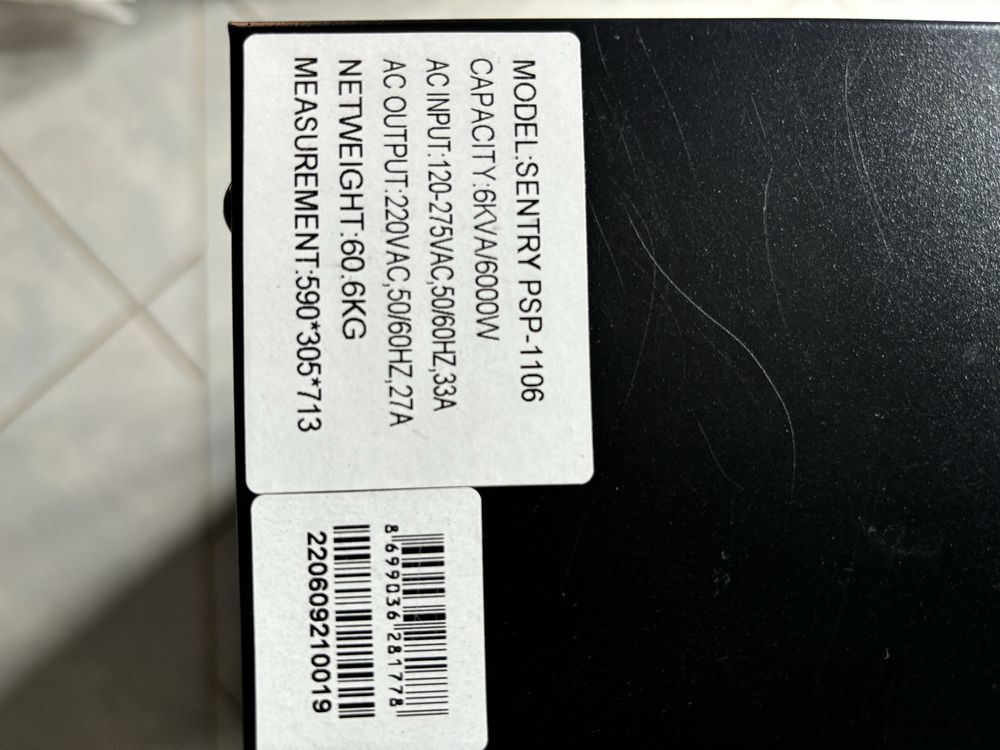 MODEL:SENTRY PSP-1106
CAPACITY:6KVA/6000W
AC INPUT:120-275VAC,50/60HZ,33A
AC OUTPUT:220VAC,50/60HZ,27A
NETWEIGHT:60.6KG
MEASUREMENT:590*305*713
8 699036 281778
220609210019